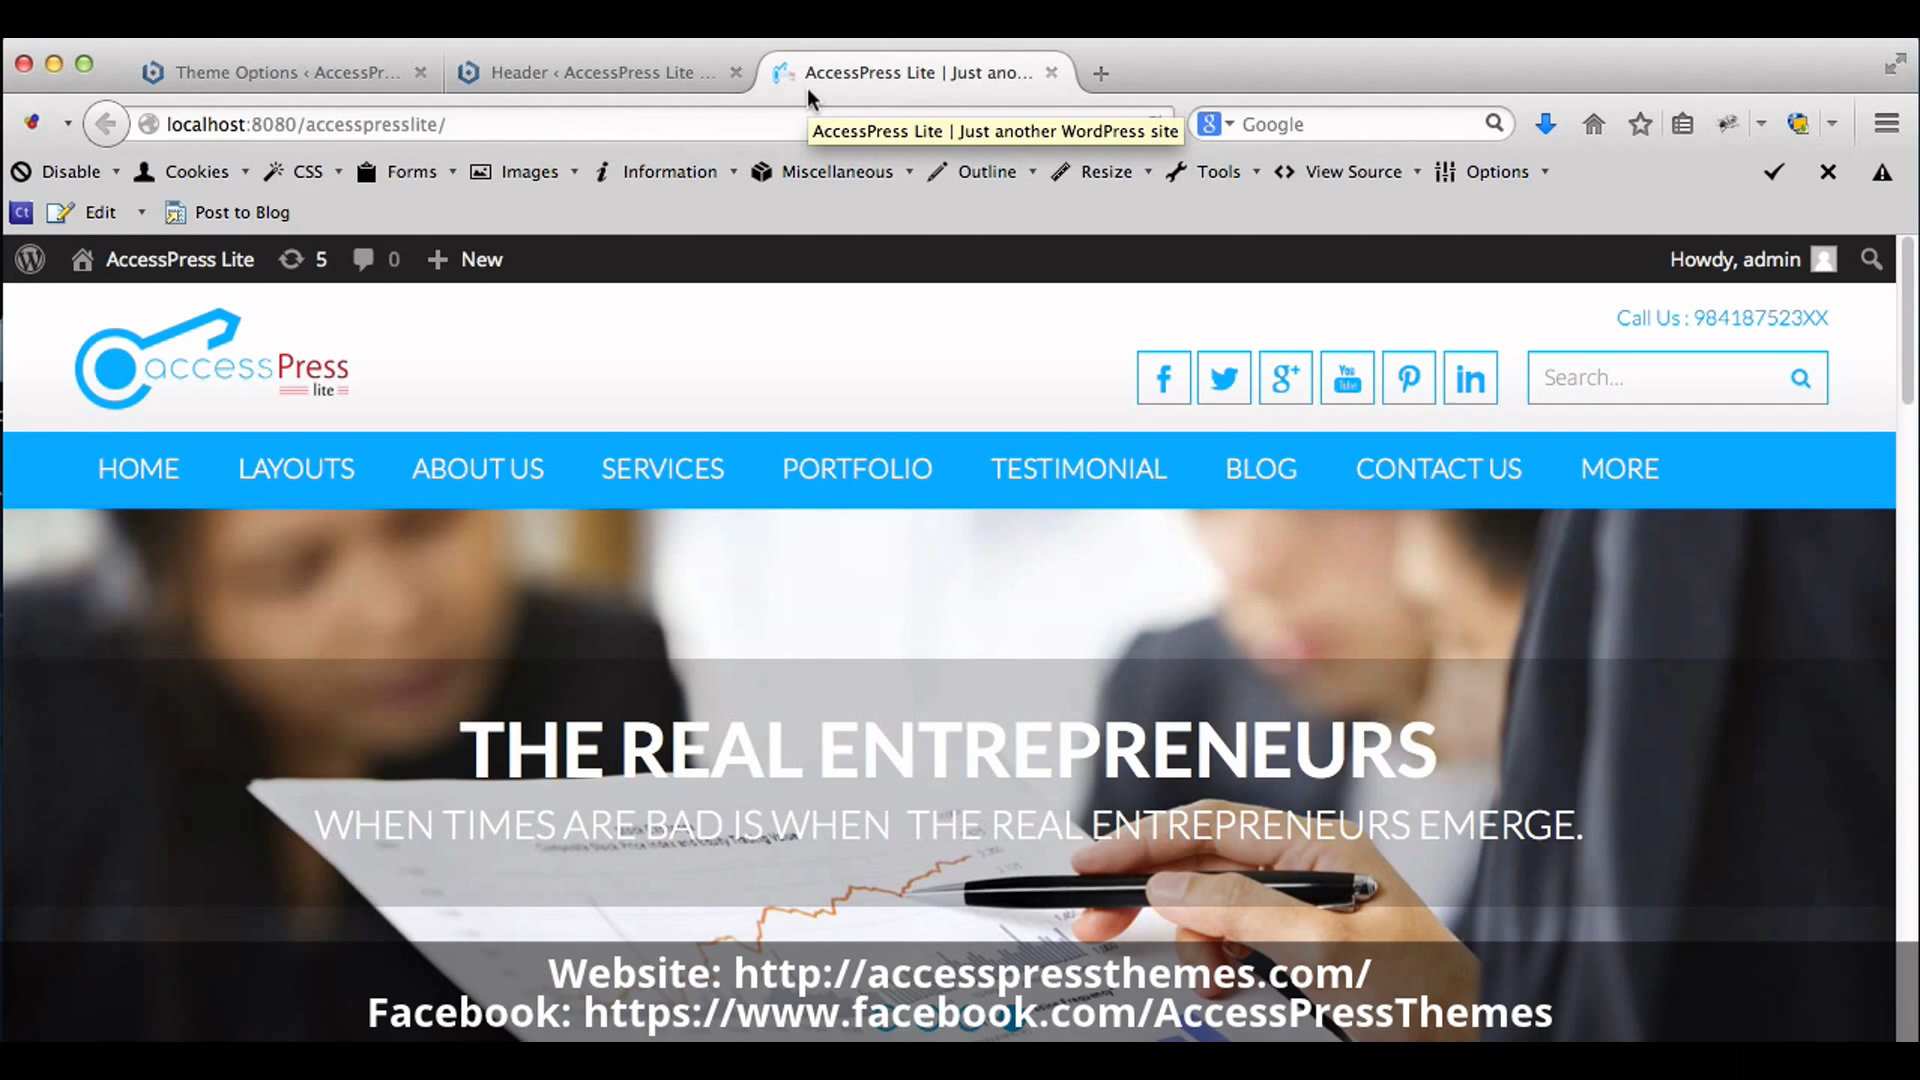 Theme Options ‹ AccessPr...
Header ‹ AccessPress Lite ...
AccessPress Lite | Just ano...
localhost:8080/accesspresslite/
AccessPress Lite | Just another WordPress site
Google
Disable
Cookies
CSS
Forms
Images
Information
Miscellaneous
Outline
Resize
Tools
View Source
Options
Ct
Edit
Post to Blog
AccessPress Lite
5
0
New
Howdy, admin
accessPress
lite
Call Us : 984187523XX
You
Tube
Search...
HOME
LAYOUTS
ABOUT US
SERVICES
PORTFOLIO
TESTIMONIAL
BLOG
CONTACT US
MORE
THE REAL ENTREPRENEURS
WHEN TIMES ARE BAD IS WHEN THE REAL ENTREPRENEURS EMERGE.
Website: http://accesspressthemes.com/
Facebook: https://www.facebook.com/AccessPressThemes